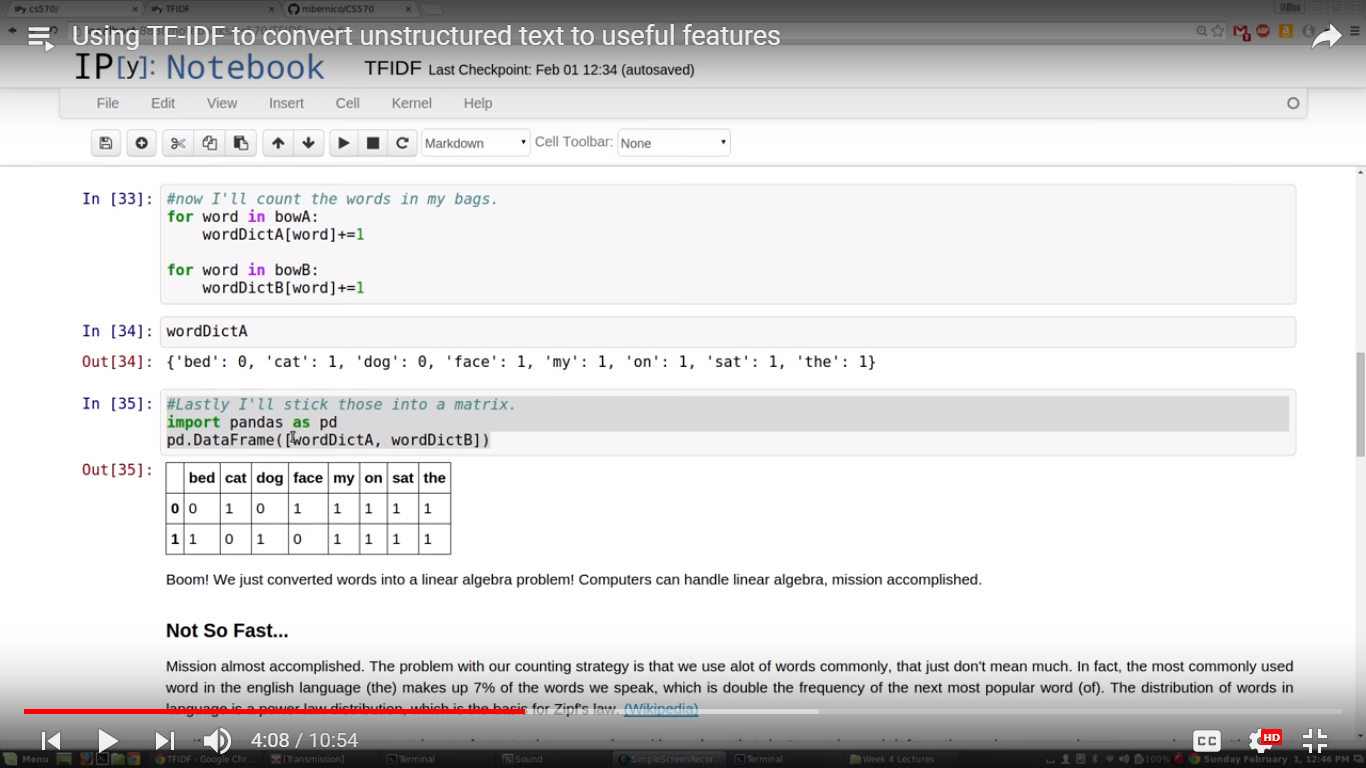 IPy cs570/ × IPy TFIDF × mbernico/CS570 ×
Using TF-IDF to convert unstructured text to useful features
IP[y]: Notebook TFIDF Last Checkpoint: Feb 01 12:34 (autosaved)
File Edit View Insert Cell Kernel Help
Markdown Cell Toolbar: None
In [33]: #now I'll count the words in my bags.
for word in bowA:
wordDictA[word]+=1
for word in bowB:
wordDictB[word]+=1
In [34]: wordDictA
Out[34]: {'bed': 0, 'cat': 1, 'dog': 0, 'face': 1, 'my': 1, 'on': 1, 'sat': 1, 'the': 1}
In [35]: #Lastly I'll stick those into a matrix.
import pandas as pd
pd.DataFrame([wordDictA, wordDictB])
Out[35]:
bed cat dog face my on sat the
0 0 1 0 1 1 1 1 1
1 1 0 1 0 1 1 1 1
Boom! We just converted words into a linear algebra problem! Computers can handle linear algebra, mission accomplished.
Not So Fast...
Mission almost accomplished. The problem with our counting strategy is that we use alot of words commonly, that just don't mean much. In fact, the most commonly used
word in the english language (the) makes up 7% of the words we speak, which is double the frequency of the next most popular word (of). The distribution of words in
language is a power law distribution, which is the basis for Zipf's law. (Wikipedia)
4:08 / 10:54 CC HD
Menu TFIDF - Google Chr... [Transmission] Terminal Sound SimpleScreenRecor... Terminal Week 4 Lectures 100% Sunday February 1, 12:46 PM